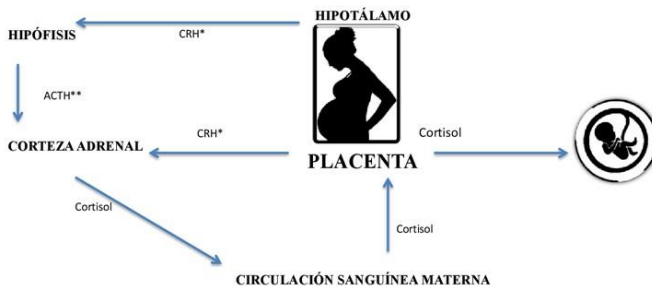 HIPOTÁLAMO
HIPÓFISIS
CRH*
ACTH**
CORTEZA ADRENAL
CRH*
Cortisol
PLACENTA
Cortisol
Cortisol
CIRCULACIÓN SANGUÍNEA MATERNA